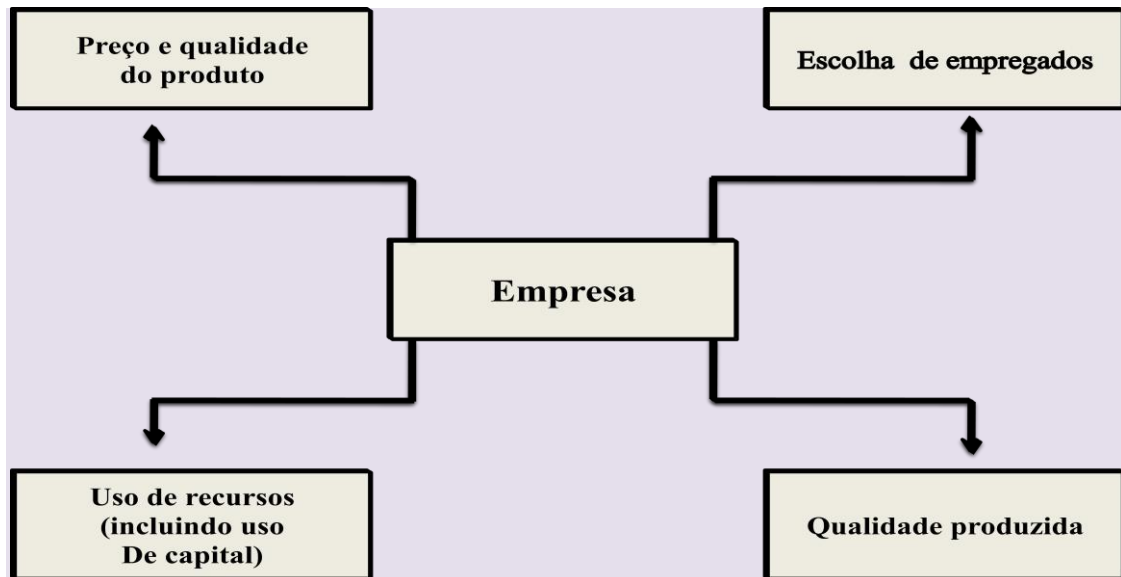 Preço e qualidade
do produto
Escolha de empregados
Empresa
Uso de recursos
(incluindo uso
De capital)
Qualidade produzida